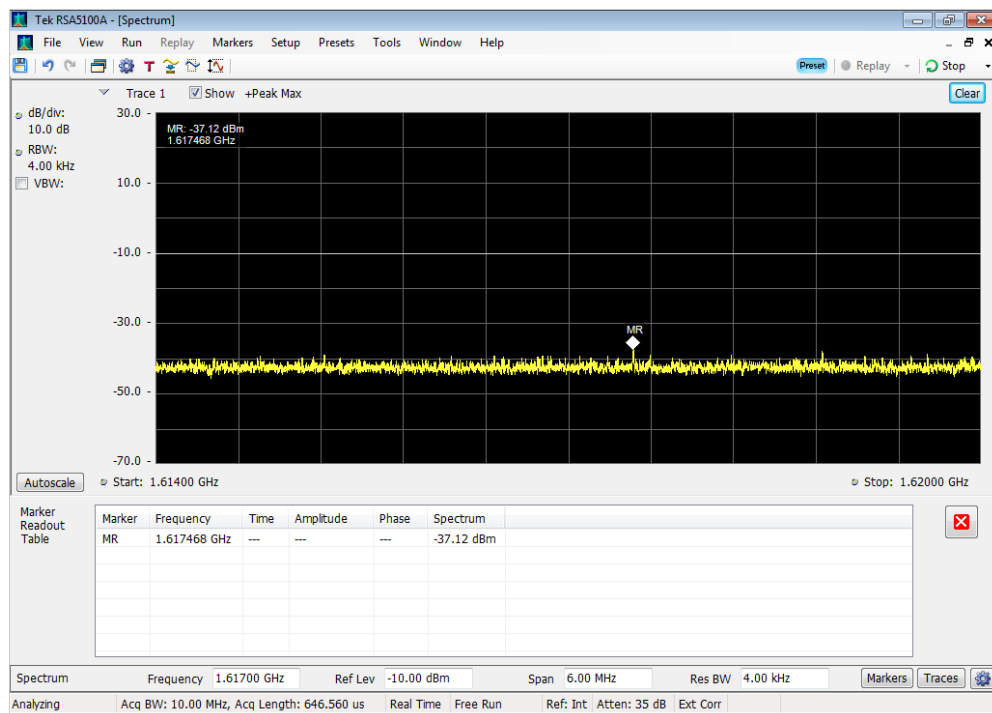 Tek RSA5100A - [Spectrum]
File View Run Replay Markers Setup Presets Tools Window Help
T Preset Replay Stop
Trace 1 Show +Peak Max Clear
dB/div:
10.0 dB
RBW:
4.00 kHz
VBW:
30.0
10.0
-10.0
-30.0
-50.0
-70.0
MR: -37.12 dBm
1.617468 GHz
MR
Autoscale Start: 1.61400 GHz Stop: 1.62000 GHz
Marker
Readout
Table
Marker Frequency Time Amplitude Phase Spectrum
MR 1.617468 GHz --- --- --- -37.12 dBm
Spectrum Frequency 1.61700 GHz Ref Lev -10.00 dBm Span 6.00 MHz Res BW 4.00 kHz Markers Traces
Analyzing Acq BW: 10.00 MHz, Acq Length: 646.560 us Real Time Free Run Ref: Int Atten: 35 dB Ext Corr